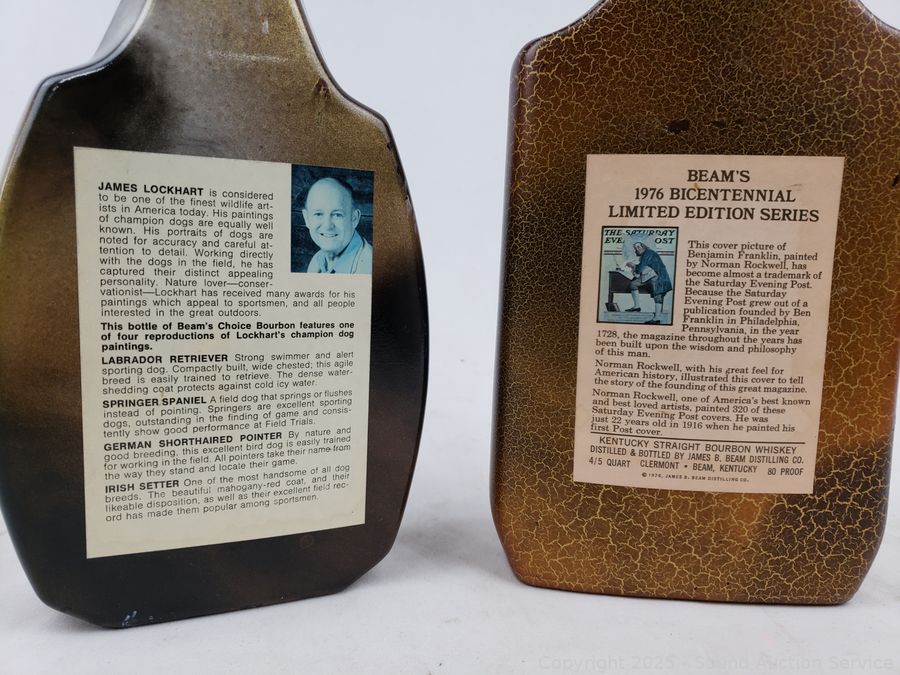 JAMES LOCKHART is considered
to be one of the finest wildlife art-
ists in America today. His paintings
of champion dogs are equally well
known. His portraits of dogs are
noted for accuracy and careful at-
tention to detail. Working directly
with the dogs in the field, he has
captured their distinct appealing
personality. Nature lover—conser-
vationist—Lockhart has received many awards for his
paintings which appeal to sportsmen, and all people
interested in the great outdoors.
This bottle of Beam's Choice Bourbon features one
of four reproductions of Lockhart's champion dog
paintings.
LABRADOR RETRIEVER Strong swimmer and alert
sporting dog. Compactly built, wide chested; this agile
breed is easily trained to retrieve. The dense water-
shedding coat protects against cold icy water.
SPRINGER SPANIEL A field dog that springs or flushes
instead of pointing. Springers are excellent sporting
dogs, outstanding in the finding of game and consis-
tently show good performance at Field Trials.
GERMAN SHORTHAIRED POINTER By nature and
good breeding, this excellent bird dog is easily trained
for working in the field. All pointers take their name from
the way they stand and locate their game.
IRISH SETTER One of the most handsome of all dog
breeds. The beautiful mahogany-red coat, and their
likeable disposition, as well as their excellent field rec-
ord has made them popular among sportsmen.
BEAM'S
1976 BICENTENNIAL
LIMITED EDITION SERIES
THE SATURDAY
EVE POST
This cover picture of
Benjamin Franklin, painted
by Norman Rockwell, has
become almost a trademark of
the Saturday Evening Post.
Because the Saturday
Evening Post grew out of a
publication founded by Ben
Franklin in Philadelphia,
Pennsylvania, in the year
1728, the magazine throughout the years has
been built upon the wisdom and philosophy
of this man.
Norman Rockwell, with his great feel for
American history, illustrated this cover to tell
the story of the founding of this great magazine.
Norman Rockwell, one of America's best known
and best loved artists, painted 320 of these
Saturday Evening Post covers. He was
just 22 years old in 1916 when he painted his
first Post cover.
KENTUCKY STRAIGHT BOURBON WHISKEY
DISTILLED & BOTTLED BY JAMES B. BEAM DISTILLING CO.
4/5 QUART CLERMONT • BEAM, KENTUCKY 80 PROOF
© 1976, JAMES B. BEAM DISTILLING CO.
Copyright 2025 - Sound Auction Service